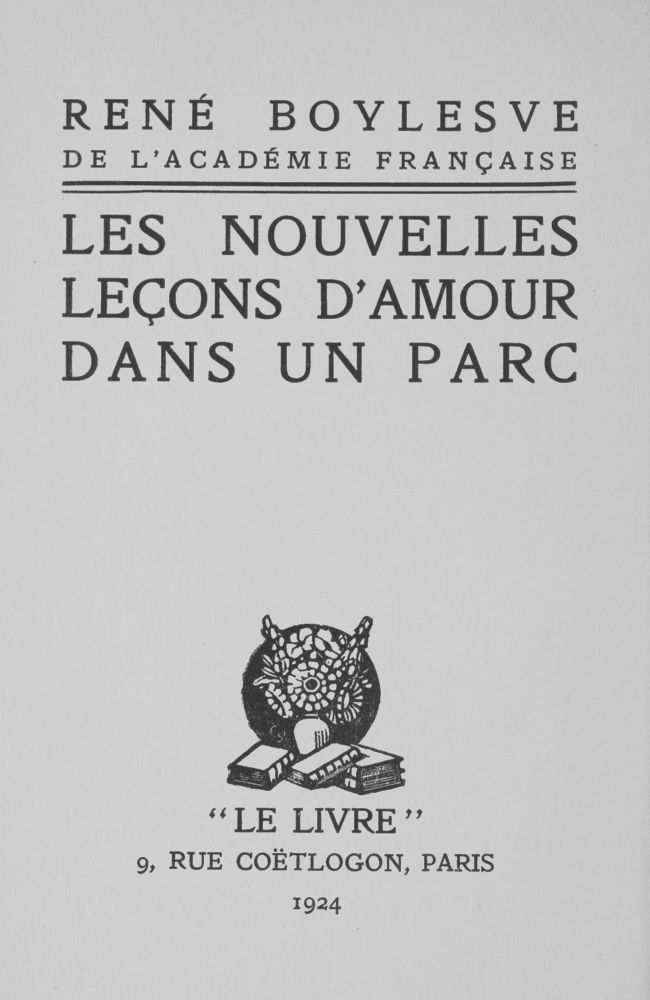 RENÉ BOYLESVE
DE L'ACADÉMIE FRANÇAISE
LES NOUVELLES
LEÇONS D'AMOUR
DANS UN PARC
“LE LIVRE”
9, RUE COËTLOGON, PARIS
1924